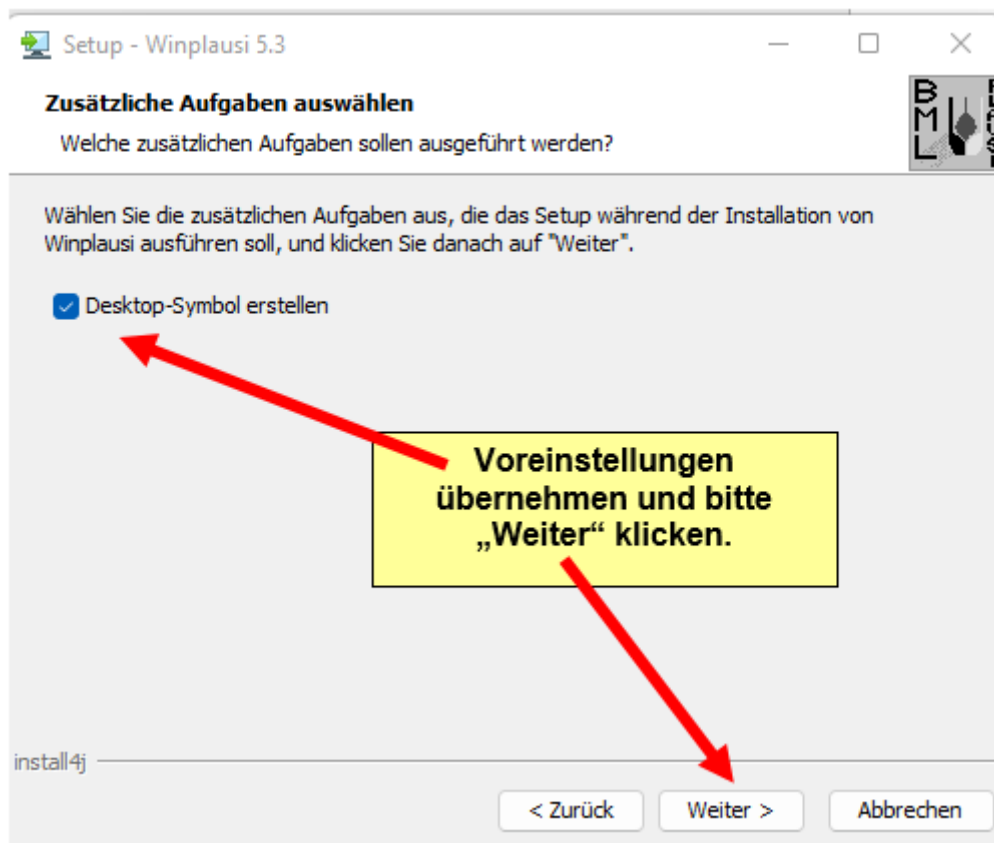 Setup - Winplausi 5.3
Zusätzliche Aufgaben auswählen
Welche zusätzlichen Aufgaben sollen ausgeführt werden?
BML
PLAUSI
Wählen Sie die zusätzlichen Aufgaben aus, die das Setup während der Installation von
Winplausi ausführen soll, und klicken Sie danach auf "Weiter".
Desktop-Symbol erstellen
Voreinstellungen
übernehmen und bitte
„Weiter“ klicken.
install4j
< Zurück
Weiter >
Abbrechen